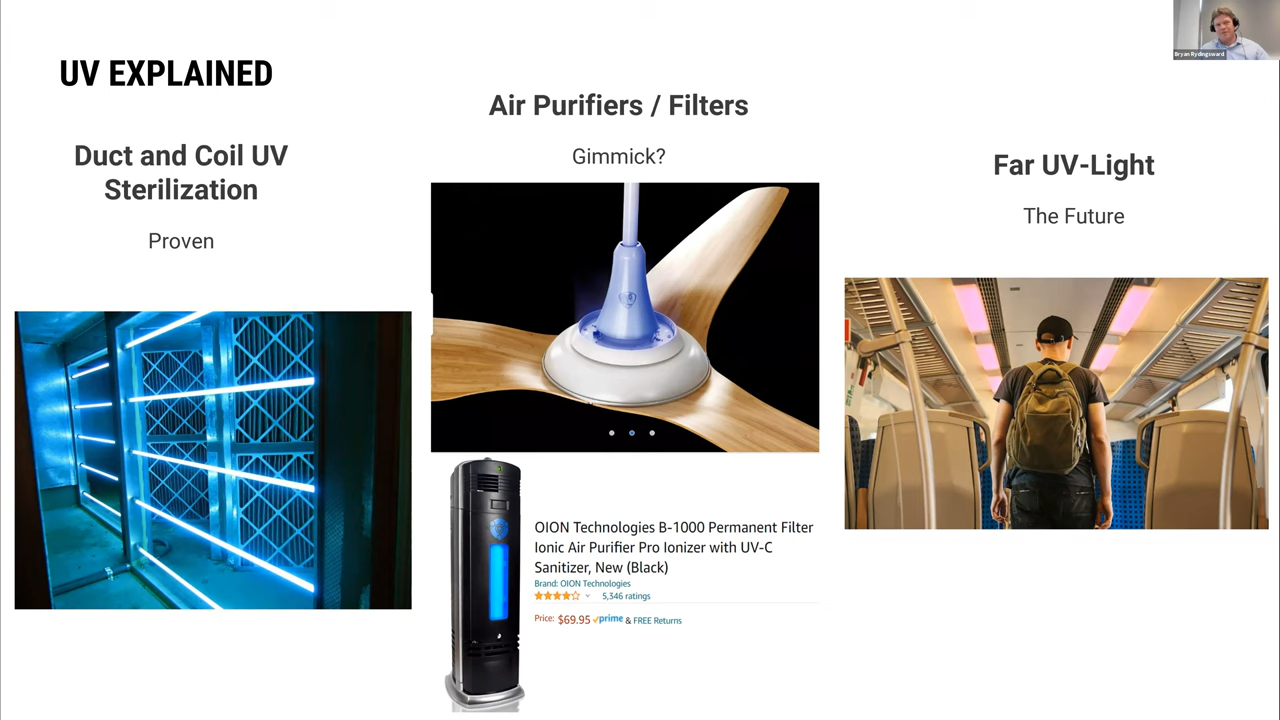 UV EXPLAINED
Duct and Coil UV
Sterilization
Proven
Air Purifiers / Filters
Gimmick?
OION Technologies B-1000 Permanent Filter
Ionic Air Purifier Pro Ionizer with UV-C
Sanitizer, New (Black)
Brand: OION Technologies
5,346 ratings
Price: $69.95 prime & FREE Returns
Far UV-Light
The Future
Bryan Rydingsward